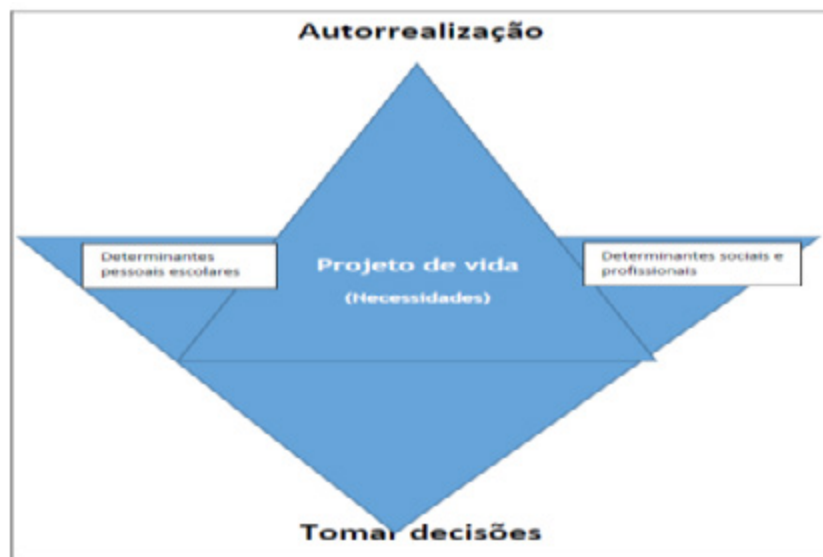 Autorrealização
Determinantes
pessoais escolares
Projeto de vida
(Necessidades)
Determinantes sociais e
profissionais
Tomar decisões